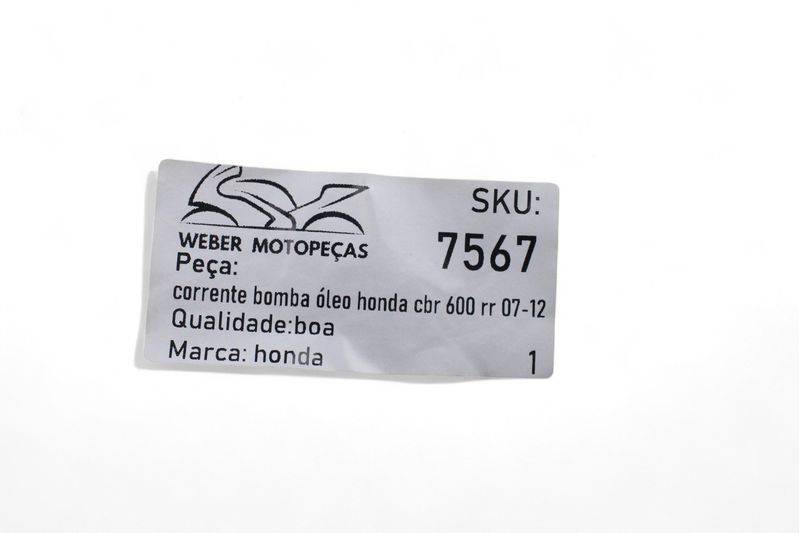 WEBER MOTOPEÇAS
SKU:
7567
Peça:
corrente bomba óleo honda cbr 600 rr 07-12
Qualidade:boa
Marca: honda
1